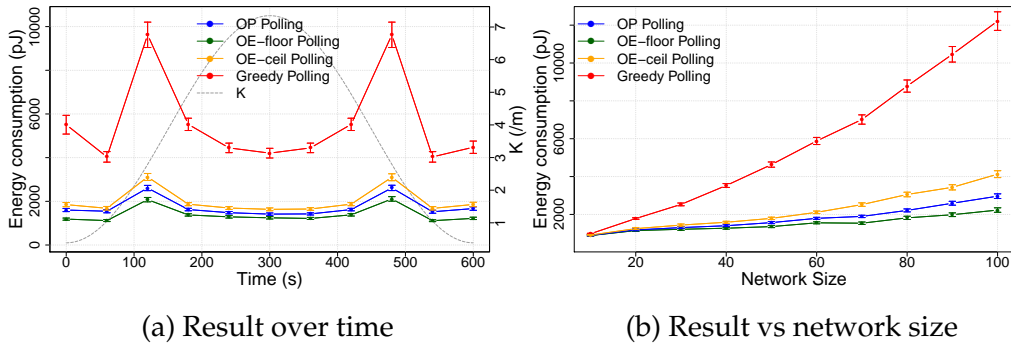 OP Polling
OE−floor Polling
OE−ceil Polling
Greedy Polling
K
Energy consumption (pJ)
0
2000
6000
10000
K (/m)
1
2
3
4
5
6
7
0 100 200 300 400 500 600
Time (s)
(a) Result over time
OP Polling
OE−floor Polling
OE−ceil Polling
Greedy Polling
Energy consumption (pJ)
2000
6000
10000
20 40 60 80 100
Network Size
(b) Result vs network size